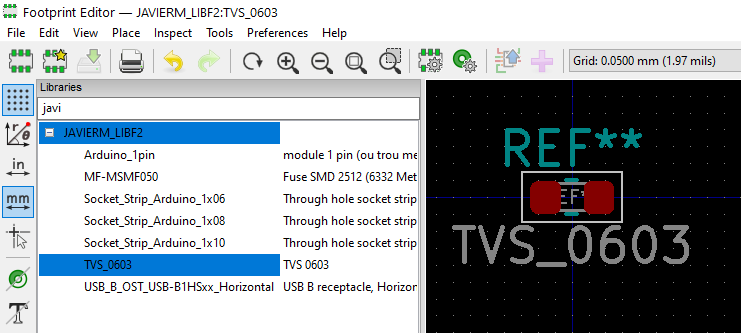 Footprint Editor — JAVIERM_LIBF2:TVS_0603
File Edit View Place Inspect Tools Preferences Help
Grid: 0.0500 mm (1.97 mils)
Libraries
javi
JAVIERM_LIBF2
Arduino_1pin module 1 pin (ou trou me
MF-MSMF050 Fuse SMD 2512 (6332 Met
Socket_Strip_Arduino_1x06 Through hole socket strip
Socket_Strip_Arduino_1x08 Through hole socket strip
Socket_Strip_Arduino_1x10 Through hole socket strip
TVS_0603 TVS 0603
USB_B_OST_USB-B1HSxx_Horizontal USB B receptacle, Horizon
in
mm
REF**
TVS_0603